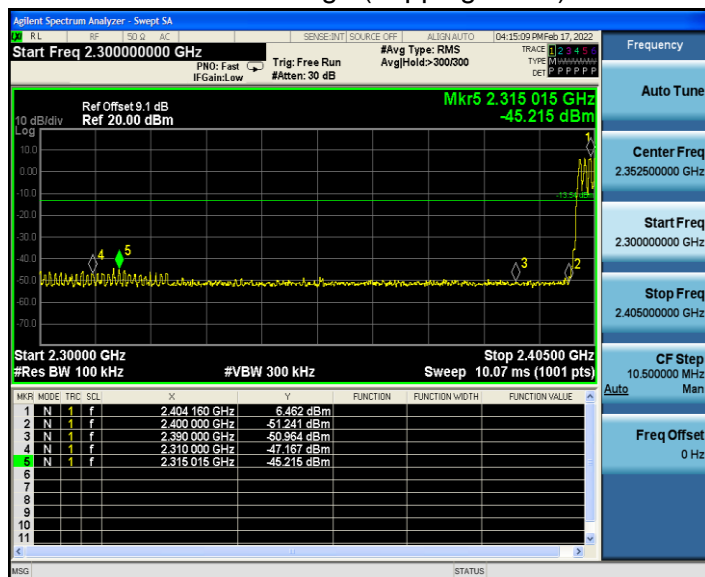 Agilent Spectrum Analyzer - Swept SA
RL RF 50 Ω AC SENSE:INT SOURCE OFF ALIGN AUTO 04:15:09 PM Feb 17, 2022
Start Freq 2.300000000 GHz
PNO: Fast
IFGain:Low
Trig: Free Run
#Atten: 30 dB
#Avg Type: RMS
Avg|Hold:>300/300
TRACE 1 2 3 4 5 6
TYPE M
DET P P P P P P
Ref Offset 9.1 dB
10 dB/div Ref 20.00 dBm
Log
Mkr5 2.315 015 GHz
-45.215 dBm
10.0
0.00
-10.0
-20.0
-30.0
-40.0
-50.0
-60.0
-70.0
1
4
5
3
2
Start 2.30000 GHz Stop 2.40500 GHz
#Res BW 100 kHz #VBW 300 kHz Sweep 10.07 ms (1001 pts)
MKR MODE TRC SCL X Y FUNCTION FUNCTION WIDTH FUNCTION VALUE
1 N 1 f 2.404 160 GHz 6.462 dBm
2 N 1 f 2.400 000 GHz -51.241 dBm
3 N 1 f 2.390 000 GHz -50.964 dBm
4 N 1 f 2.310 000 GHz -47.167 dBm
5 N 1 f 2.315 015 GHz -45.215 dBm
6
7
8
9
10
11
MSG STATUS
Frequency
Auto Tune
Center Freq
2.352500000 GHz
Start Freq
2.300000000 GHz
Stop Freq
2.405000000 GHz
CF Step
10.500000 MHz
Auto Man
Freq Offset
0 Hz